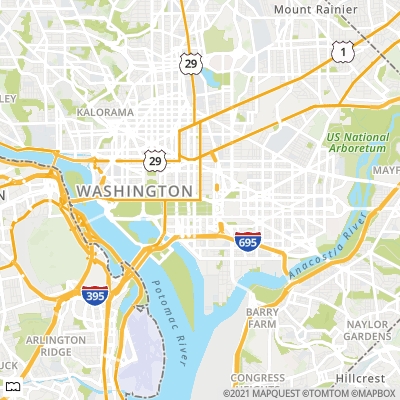 Mount Rainier
1
29
LEY
KALORAMA
US National
Arboretum
29
MAYF
WASHINGTON
N
Anacostia River
695
395
Potomac River
BARRY
FARM
NAYLOR
GARDENS
ARLINGTON
RIDGE
UCK
CONGRESS
HEIGHTS
Hillcrest
©2021 MAPQUEST ©TOMTOM ©MAPBOX